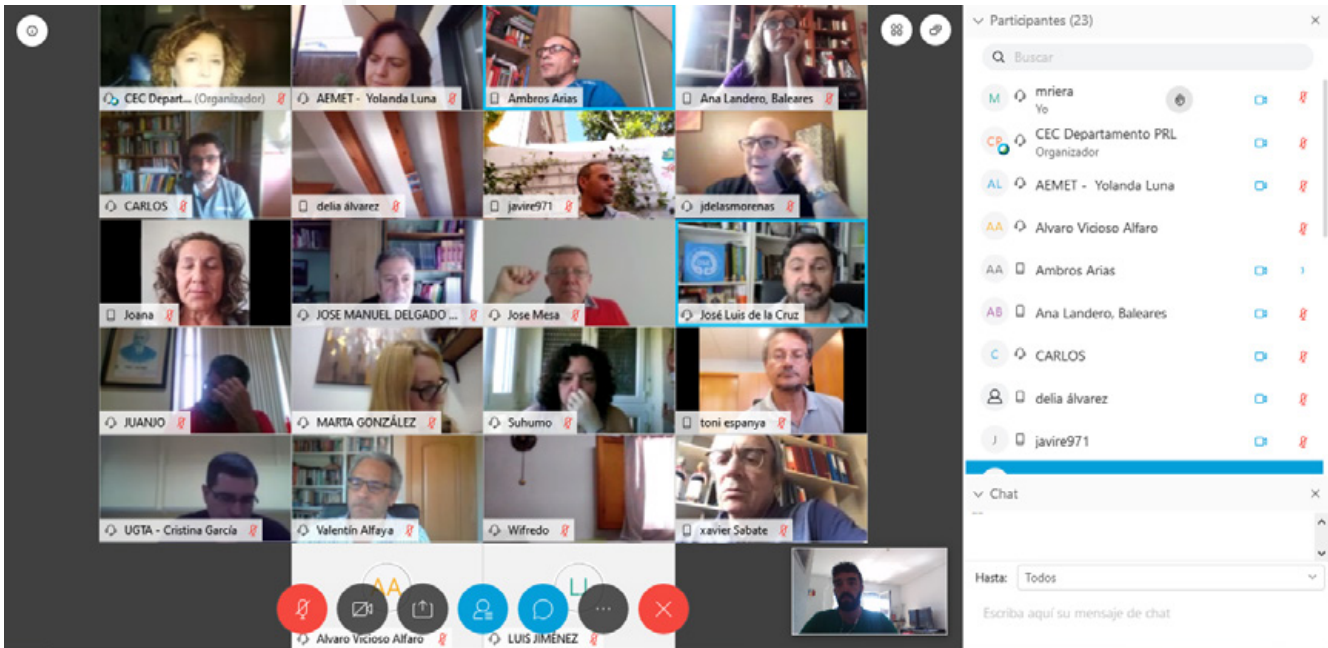 CEC Depart... (Organizador)
AEMET - Yolanda Luna
Ambros Arias
Ana Landero, Baleares
CARLOS
delia álvarez
javire971
jdelasmorenas
Joana
JOSE MANUEL DELGADO ...
Jose Mesa
José Luis de la Cruz
JUANJO
MARTA GONZÁLEZ
Suhumo
toni espanya
UGTA - Cristina García
Valentín Alfaya
Wifredo
xavier Sabate
AA
LJ
Alvaro Vicioso Alfaro
LUIS JIMENEZ
Participantes (23)
Buscar
M
mriera
Yo
CP
CEC Departamento PRL
Organizador
AL
AEMET - Yolanda Luna
AA
Alvaro Vicioso Alfaro
AA
Ambros Arias
AB
Ana Landero, Baleares
C
CARLOS
delia álvarez
J
javire971
Chat
Hasta:
Todos
Escriba aquí su mensaje de chat